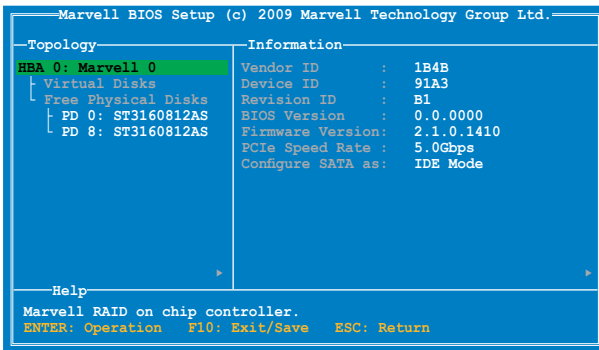 Marvell BIOS Setup (c) 2009 Marvell Technology Group Ltd.
Topology
HBA 0: Marvell 0
Virtual Disks
Free Physical Disks
PD 0: ST3160812AS
PD 8: ST3160812AS
Information
Vendor ID : 1B4B
Device ID : 91A3
Revision ID : B1
BIOS Version : 0.0.0000
Firmware Version: 2.1.0.1410
PCIe Speed Rate : 5.0Gbps
Configure SATA as: IDE Mode
Help
Marvell RAID on chip controller.
ENTER: Operation F10: Exit/Save ESC: Return